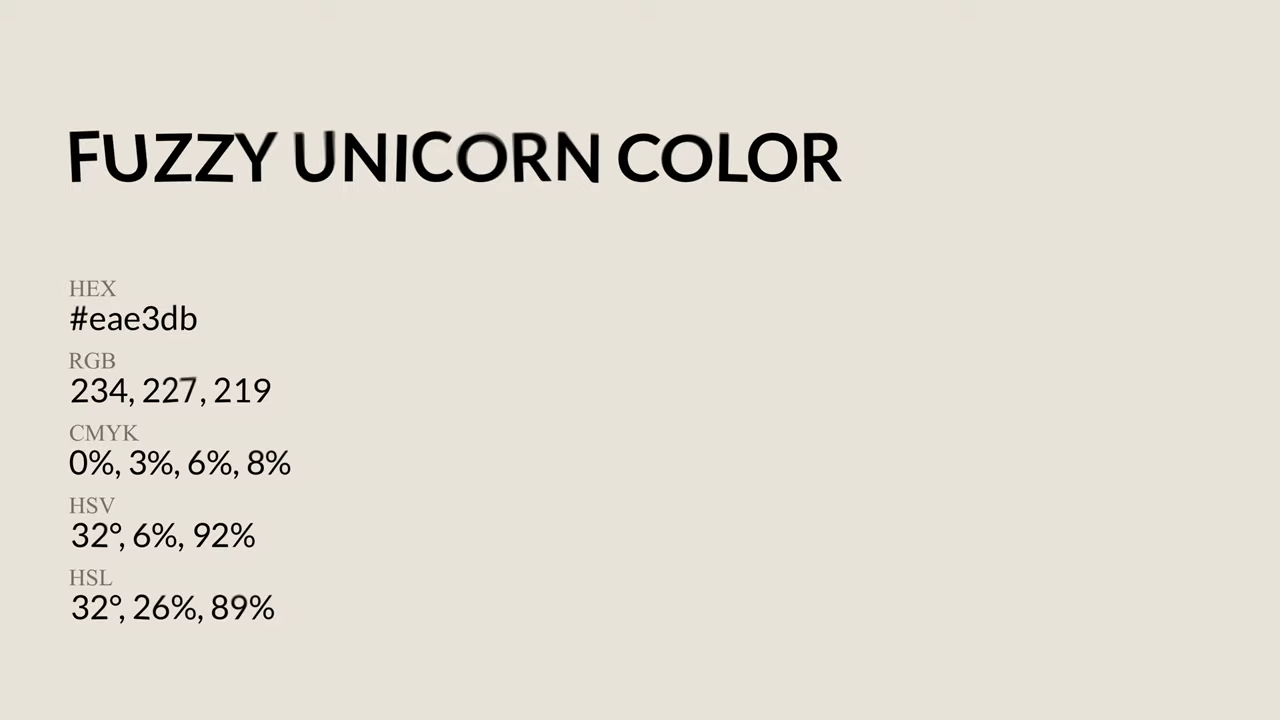 FUZZY UNICORN COLOR
HEX
#eae3db
RGB
234, 227, 219
CMYK
0%, 3%, 6%, 8%
HSV
32°, 6%, 92%
HSL
32°, 26%, 89%